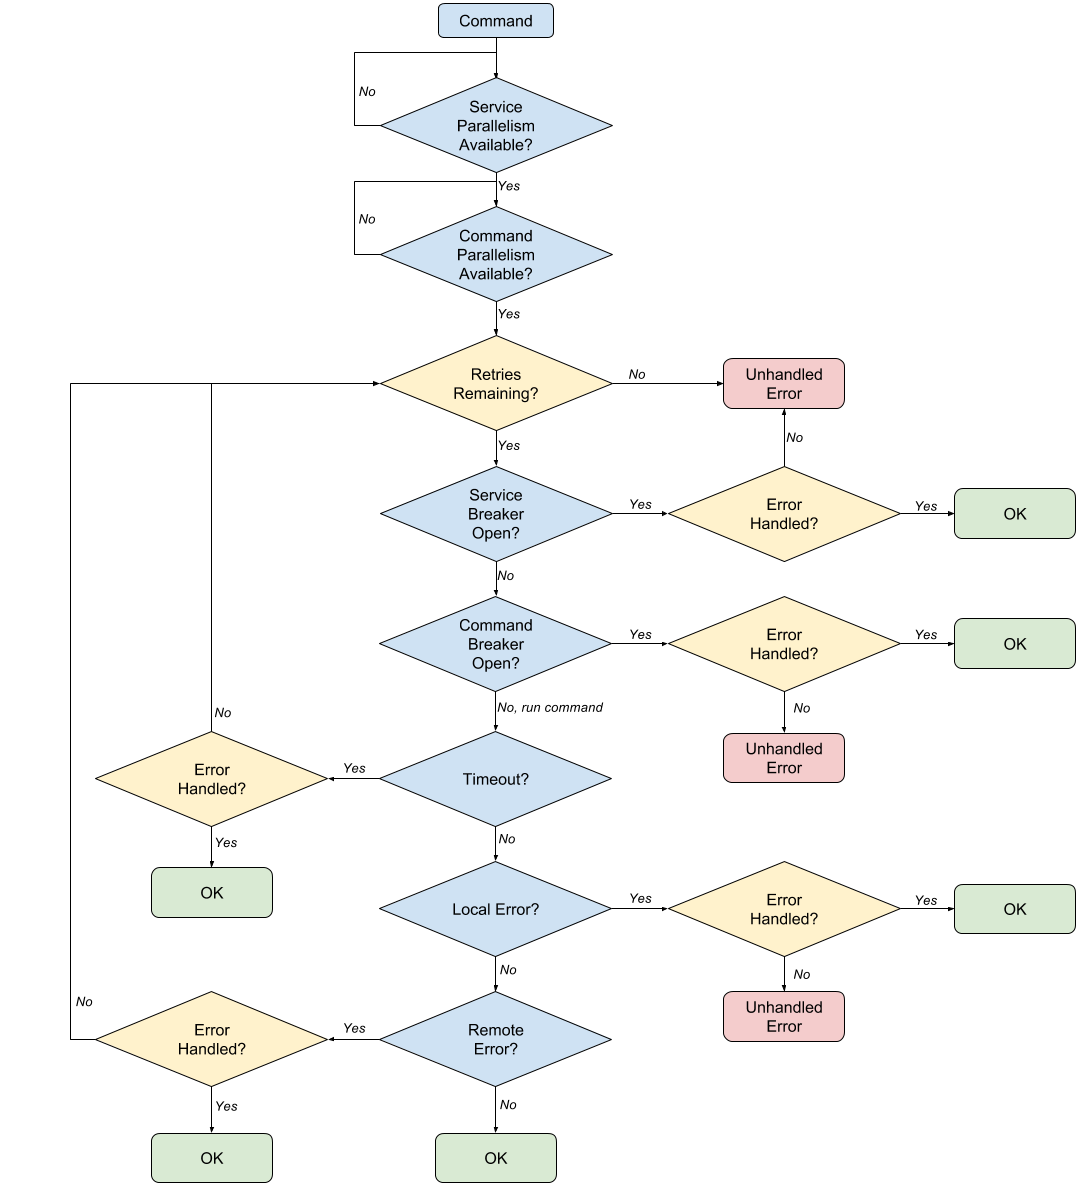 Command
No
Service
Parallelism
Available?
Yes
No
Command
Parallelism
Available?
Yes
Retries
Remaining?
No
Unhandled
Error
Yes
No
Service
Breaker
Open?
Yes
Error
Handled?
Yes
OK
No
Command
Breaker
Open?
Yes
Error
Handled?
Yes
OK
No, run command
No
No
Unhandled
Error
Error
Handled?
Yes
Timeout?
Yes
No
OK
Local Error?
Yes
Error
Handled?
Yes
OK
No
No
Unhandled
Error
No
Error
Handled?
Yes
Remote
Error?
Yes
No
OK
OK